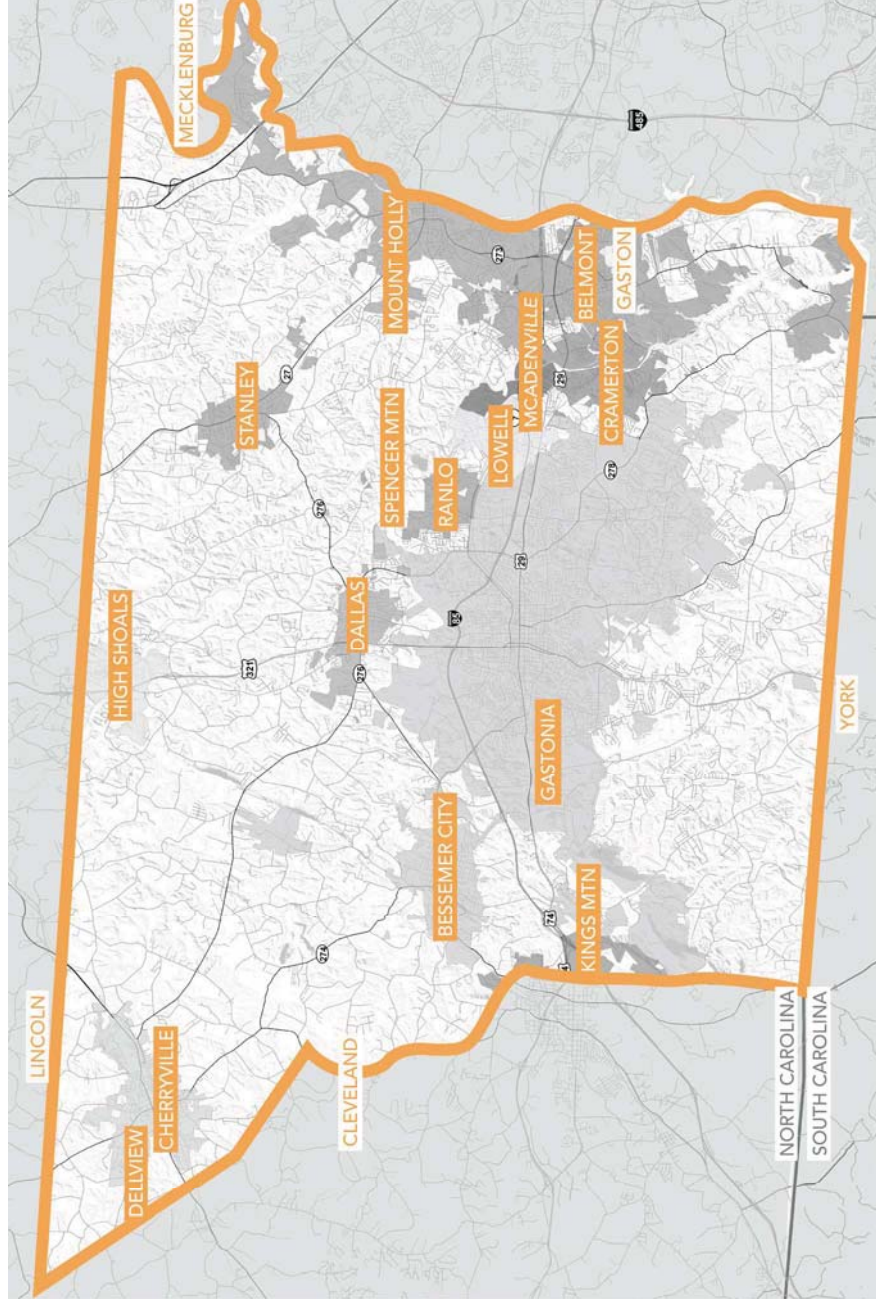 LINCOLN
HIGH SHOALS
MECKLENBURG
DELLVIEW
CHERRYVILLE
321
STANLEY
27
274
275
CLEVELAND
DALLAS
275
SPENCER MTN
MOUNT HOLLY
BESSEMER CITY
RANLO
85
LOWELL
273
GASTONIA
29
MCADENVILLE
74
29
KINGS MTN
BELMONT
CRAMERTON
279
GASTON
485
NORTH CAROLINA
SOUTH CAROLINA
YORK